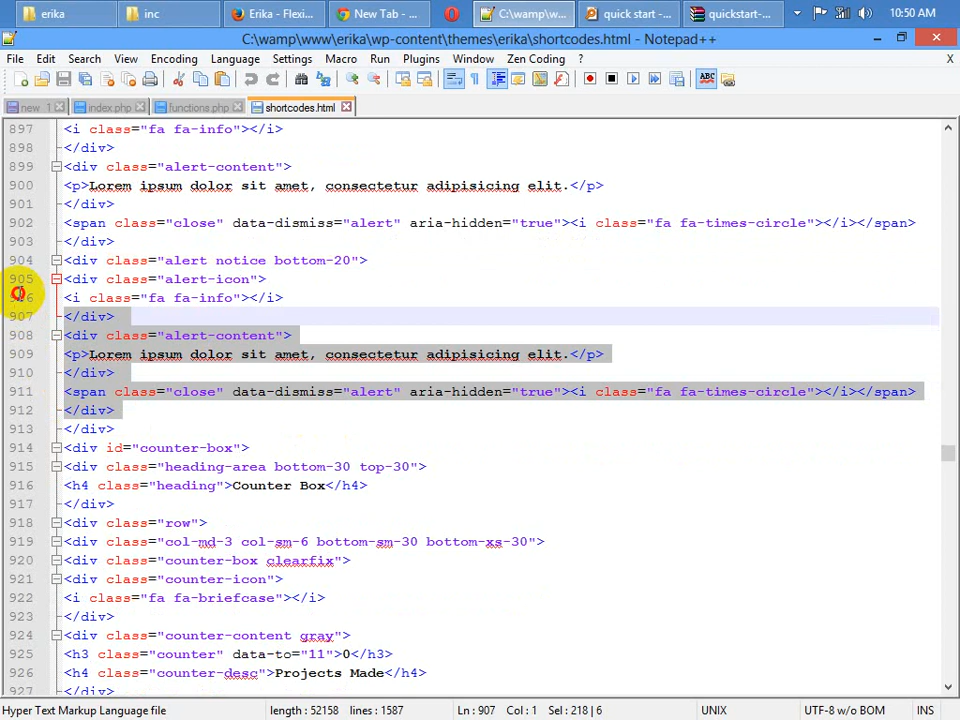 erika
inc
Erika - Flexi...
New Tab - ...
C:\wamp\w...
quick start -...
quickstart-...
10:50 AM
C:\wamp\www\erika\wp-content\themes\erika\shortcodes.html - Notepad++
File Edit Search View Encoding Language Settings Macro Run Plugins Window Zen Coding ? X
new 1 index.php functions.php shortcodes.html
897 <i class="fa fa-info"></i>
898 </div>
899 <div class="alert-content">
900 <p>Lorem ipsum dolor sit amet, consectetur adipisicing elit.</p>
901 </div>
902 <span class="close" data-dismiss="alert" aria-hidden="true"><i class="fa fa-times-circle"></i></span>
903 </div>
904 <div class="alert notice bottom-20">
905 <div class="alert-icon">
906 <i class="fa fa-info"></i>
907 </div>
908 <div class="alert-content">
909 <p>Lorem ipsum dolor sit amet, consectetur adipisicing elit.</p>
910 </div>
911 <span class="close" data-dismiss="alert" aria-hidden="true"><i class="fa fa-times-circle"></i></span>
912 </div>
913 </div>
914 <div id="counter-box">
915 <div class="heading-area bottom-30 top-30">
916 <h4 class="heading">Counter Box</h4>
917 </div>
918 <div class="row">
919 <div class="col-md-3 col-sm-6 bottom-sm-30 bottom-xs-30">
920 <div class="counter-box clearfix">
921 <div class="counter-icon">
922 <i class="fa fa-briefcase"></i>
923 </div>
924 <div class="counter-content gray">
925 <h3 class="counter" data-to="11">0</h3>
926 <h4 class="counter-desc">Projects Made</h4>
927 </div>
Hyper Text Markup Language file length : 52158 lines : 1587 Ln : 907 Col : 1 Sel : 218 | 6 UNIX UTF-8 w/o BOM INS